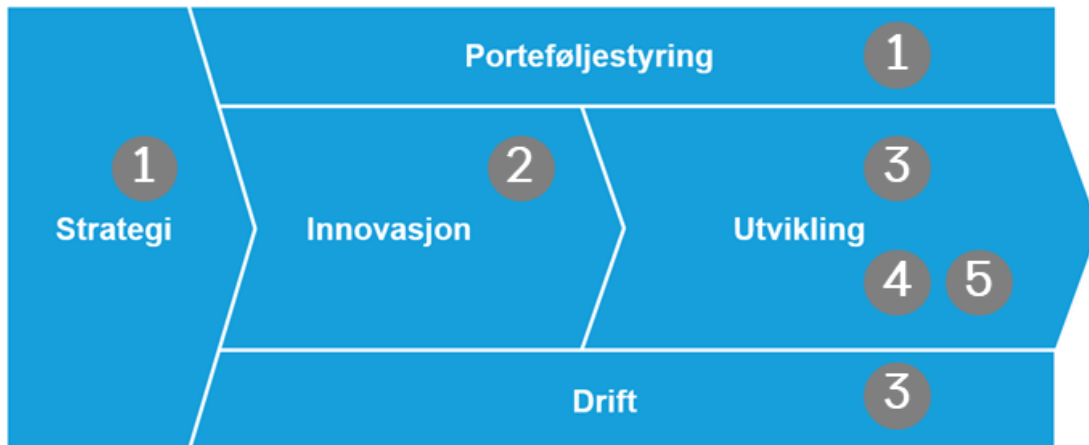 Porteføljestyring 1
1 2 3
Strategi Innovasjon Utvikling
4 5
Drift 3